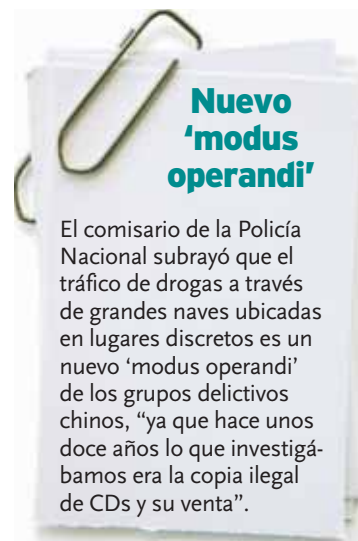 Nuevo
‘modus
operandi’
El comisario de la Policía
Nacional subrayó que el
tráfico de drogas a través
de grandes naves ubicadas
en lugares discretos es un
nuevo ‘modus operandi’
de los grupos delictivos
chinos, “ya que hace unos
doce años lo que investigá-
bamos era la copia ilegal
de CDs y su venta”.